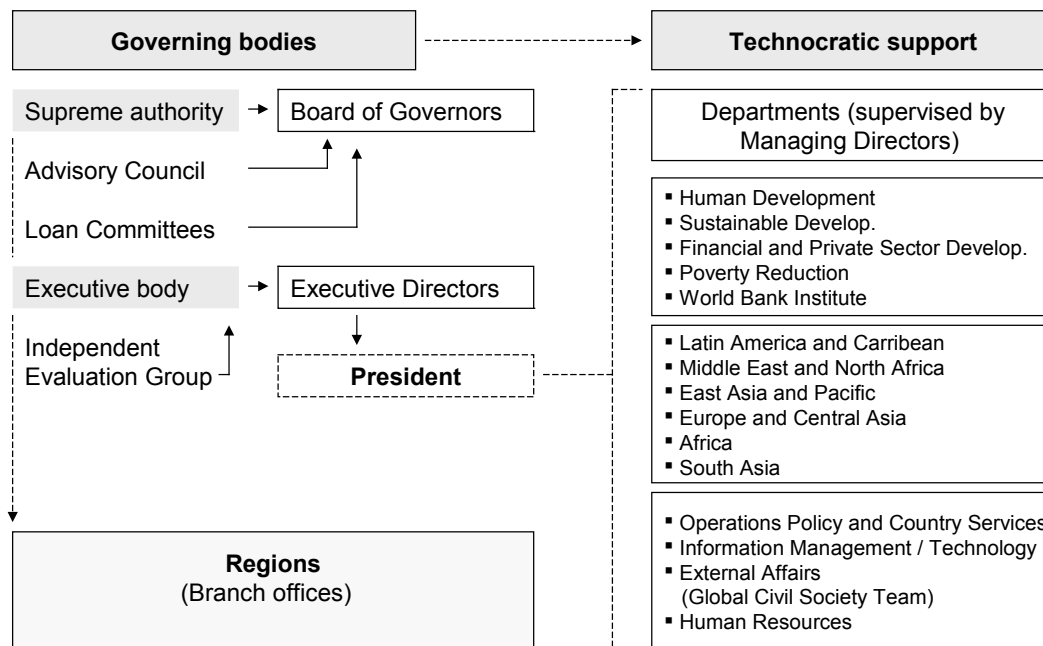 Governing bodies
Technocratic support
Supreme authority
Board of Governors
Advisory Council
Loan Committees
Executive body
Executive Directors
Independent
Evaluation Group
President
Regions
(Branch offices)
Departments (supervised by
Managing Directors)
▪ Human Development
▪ Sustainable Develop.
▪ Financial and Private Sector Develop.
▪ Poverty Reduction
▪ World Bank Institute
▪ Latin America and Carribean
▪ Middle East and North Africa
▪ East Asia and Pacific
▪ Europe and Central Asia
▪ Africa
▪ South Asia
▪ Operations Policy and Country Services
▪ Information Management / Technology
▪ External Affairs
(Global Civil Society Team)
▪ Human Resources